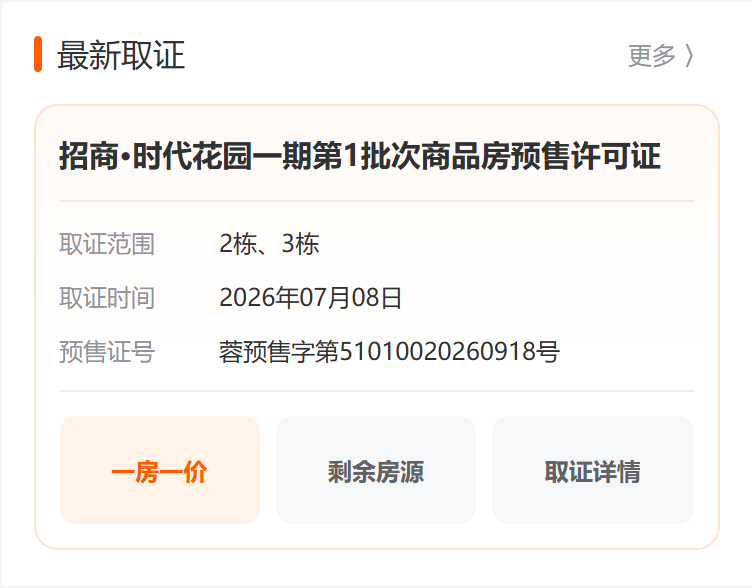 最新取证
更多 〉
招商•时代花园一期第1批次商品房预售许可证
取证范围 2栋、3栋
取证时间 2026年07月08日
预售证号 蓉预售字第51010020260918号
一房一价 剩余房源 取证详情